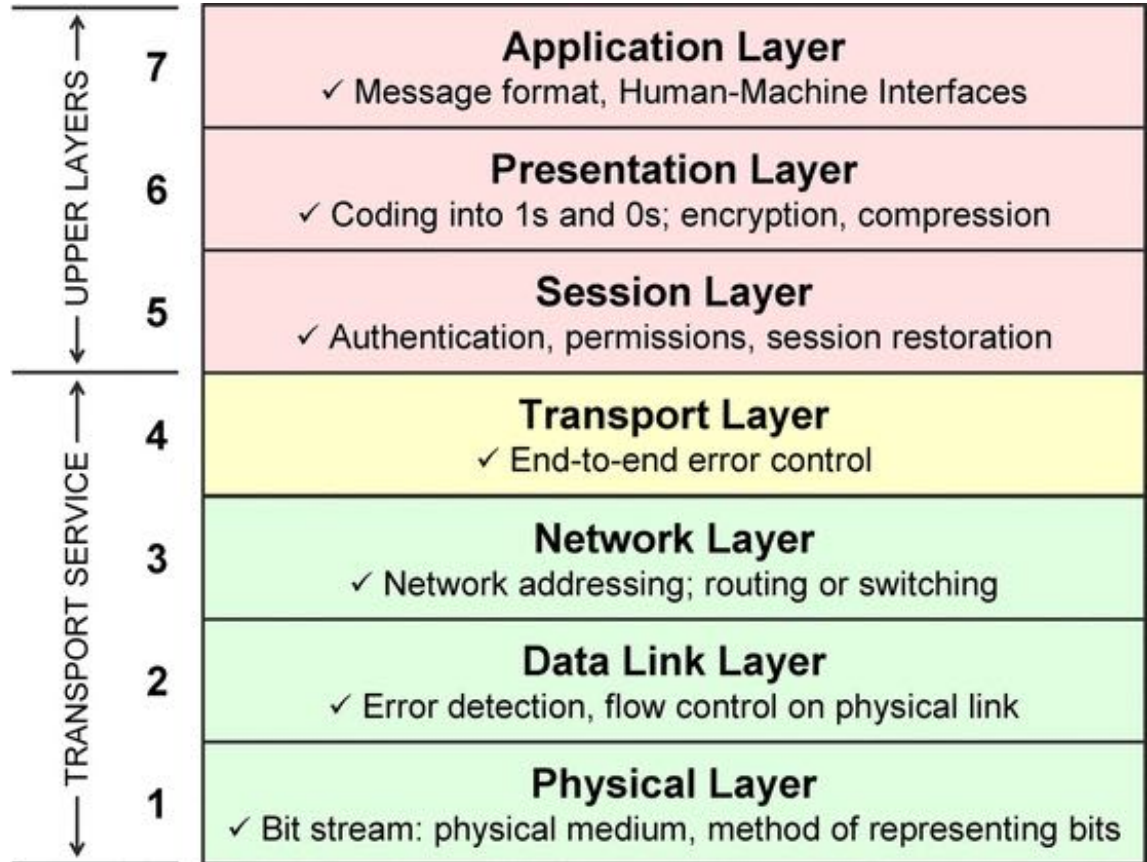 UPPER LAYERS
7
Application Layer
✓ Message format, Human-Machine Interfaces
6
Presentation Layer
✓ Coding into 1s and 0s; encryption, compression
5
Session Layer
✓ Authentication, permissions, session restoration
TRANSPORT SERVICE
4
Transport Layer
✓ End-to-end error control
3
Network Layer
✓ Network addressing; routing or switching
2
Data Link Layer
✓ Error detection, flow control on physical link
1
Physical Layer
✓ Bit stream: physical medium, method of representing bits